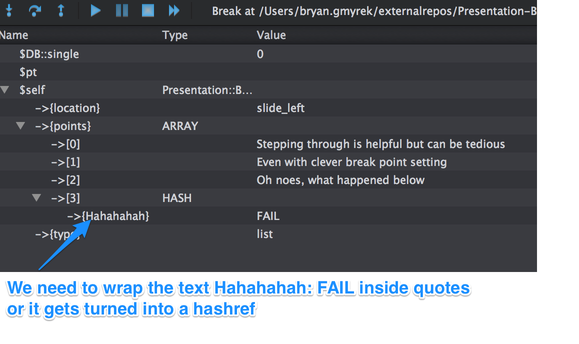 Break at /Users/bryan.gmyrek/externalrepos/Presentation-B
Name Type Value
$DB::single 0
$pt
$self Presentation::B...
->{location} slide_left
->{points} ARRAY
->[0] Stepping through is helpful but can be tedious
->[1] Even with clever break point setting
->[2] Oh noes, what happened below
->[3] HASH
->{Hahahahah} FAIL
->{type} list
We need to wrap the text Hahahahah: FAIL inside quotes
or it gets turned into a hashref